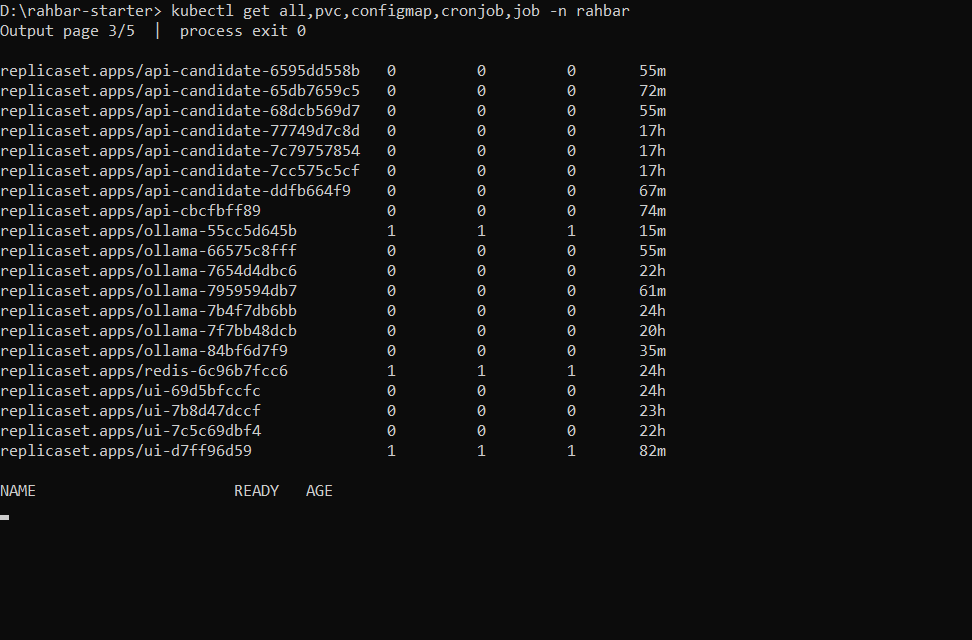 D:\rahbar-starter> kubectl get all,pvc,configmap,cronjob,job -n rahbar
Output page 3/5  |  process exit 0
replicaset.apps/api-candidate-6595dd558b   0         0         0       55m
replicaset.apps/api-candidate-65db7659c5   0         0         0       72m
replicaset.apps/api-candidate-68dcb569d7   0         0         0       55m
replicaset.apps/api-candidate-77749d7c8d   0         0         0       17h
replicaset.apps/api-candidate-7c79757854   0         0         0       17h
replicaset.apps/api-candidate-7cc575c5cf   0         0         0       17h
replicaset.apps/api-candidate-ddfb664f9    0         0         0       67m
replicaset.apps/api-cbcfbff89              0         0         0       74m
replicaset.apps/ollama-55cc5d645b          1         1         1       15m
replicaset.apps/ollama-66575c8fff          0         0         0       55m
replicaset.apps/ollama-7654d4dbc6          0         0         0       22h
replicaset.apps/ollama-7959594db7          0         0         0       61m
replicaset.apps/ollama-7b4f7db6bb          0         0         0       24h
replicaset.apps/ollama-7f7bb48dcb          0         0         0       20h
replicaset.apps/ollama-84bf6d7f9           0         0         0       35m
replicaset.apps/redis-6c96b7fcc6           1         1         1       24h
replicaset.apps/ui-69d5bfccfc              0         0         0       24h
replicaset.apps/ui-7b8d47dccf              0         0         0       23h
replicaset.apps/ui-7c5c69dbf4              0         0         0       22h
replicaset.apps/ui-d7ff96d59               1         1         1       82m
NAME                      READY   AGE